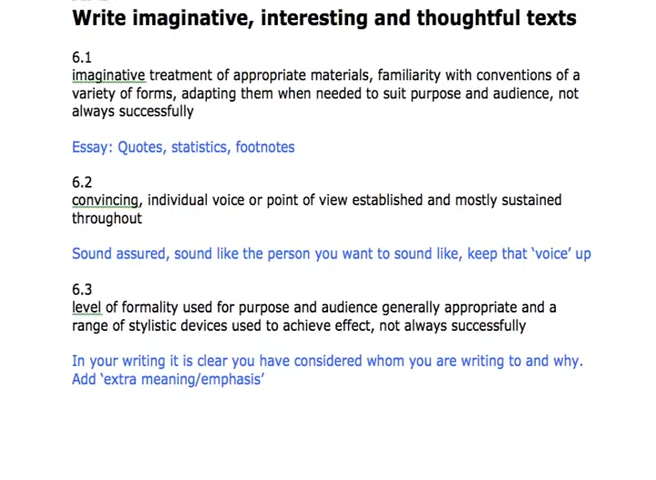 Write imaginative, interesting and thoughtful texts
6.1
imaginative treatment of appropriate materials, familiarity with conventions of a
variety of forms, adapting them when needed to suit purpose and audience, not
always successfully
Essay: Quotes, statistics, footnotes
6.2
convincing, individual voice or point of view established and mostly sustained
throughout
Sound assured, sound like the person you want to sound like, keep that ‘voice’ up
6.3
level of formality used for purpose and audience generally appropriate and a
range of stylistic devices used to achieve effect, not always successfully
In your writing it is clear you have considered whom you are writing to and why.
Add ‘extra meaning/emphasis’